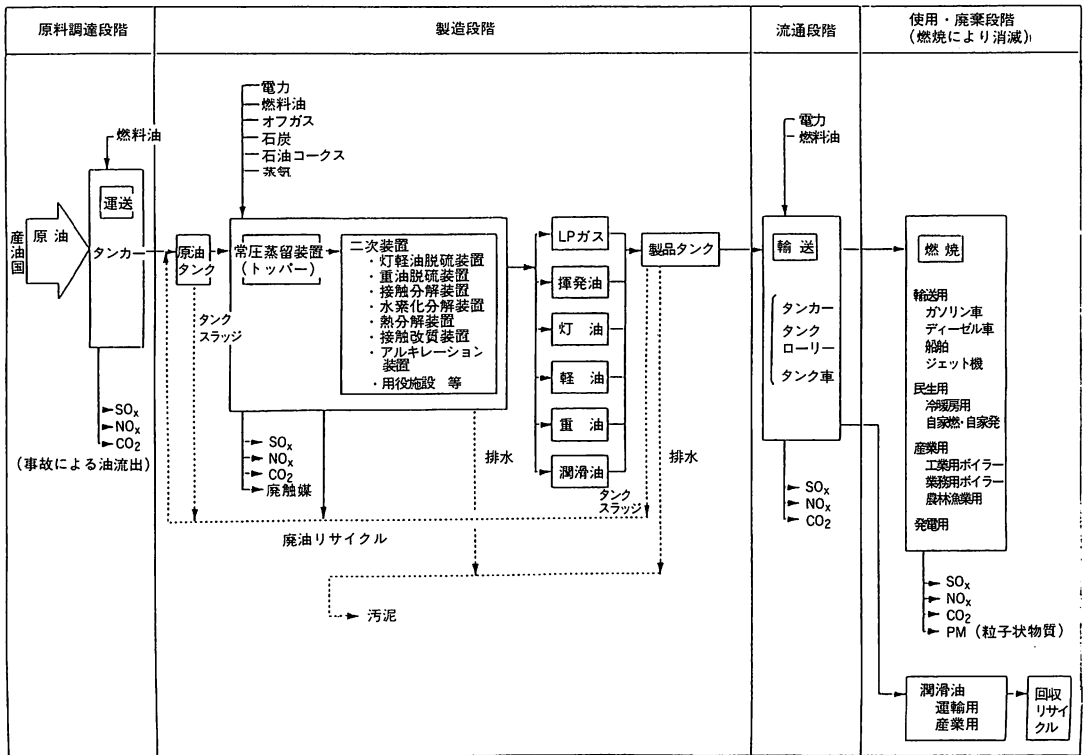 原料調達段階
製造段階
流通段階
使用・廃棄段階
(燃焼により消滅)
燃料油
運送
産油国
原油
タンカー
SOx
NOx
CO2
(事故による油流出)
電力
燃料油
オフガス
石炭
石油コークス
蒸気
原油
タンク
常圧蒸留装置
(トッパー)
二次装置
・灯軽油脱硫装置
・重油脱硫装置
・接触分解装置
・水素化分解装置
・熱分解装置
・接触改質装置
・アルキレーション
装置
・用役施設 等
タンク
スラッジ
SOx
NOx
CO2
廃触媒
排水
LPガス
揮発油
灯 油
軽 油
重 油
潤滑油
製品タンク
タンク
スラッジ
排水
廃油リサイクル
汚泥
電力
燃料油
輸送
タンカー
タンク
ローリー
タンク車
SOx
NOx
CO2
燃焼
輸送用
ガソリン車
ディーゼル車
船舶
ジェット機
民生用
冷暖房用
自家燃・自家発
産業用
工業用ボイラー
業務用ボイラー
農林漁業用
発電用
SOx
NOx
CO2
PM(粒子状物質)
潤滑油
運輸用
産業用
回収
リサイ
クル